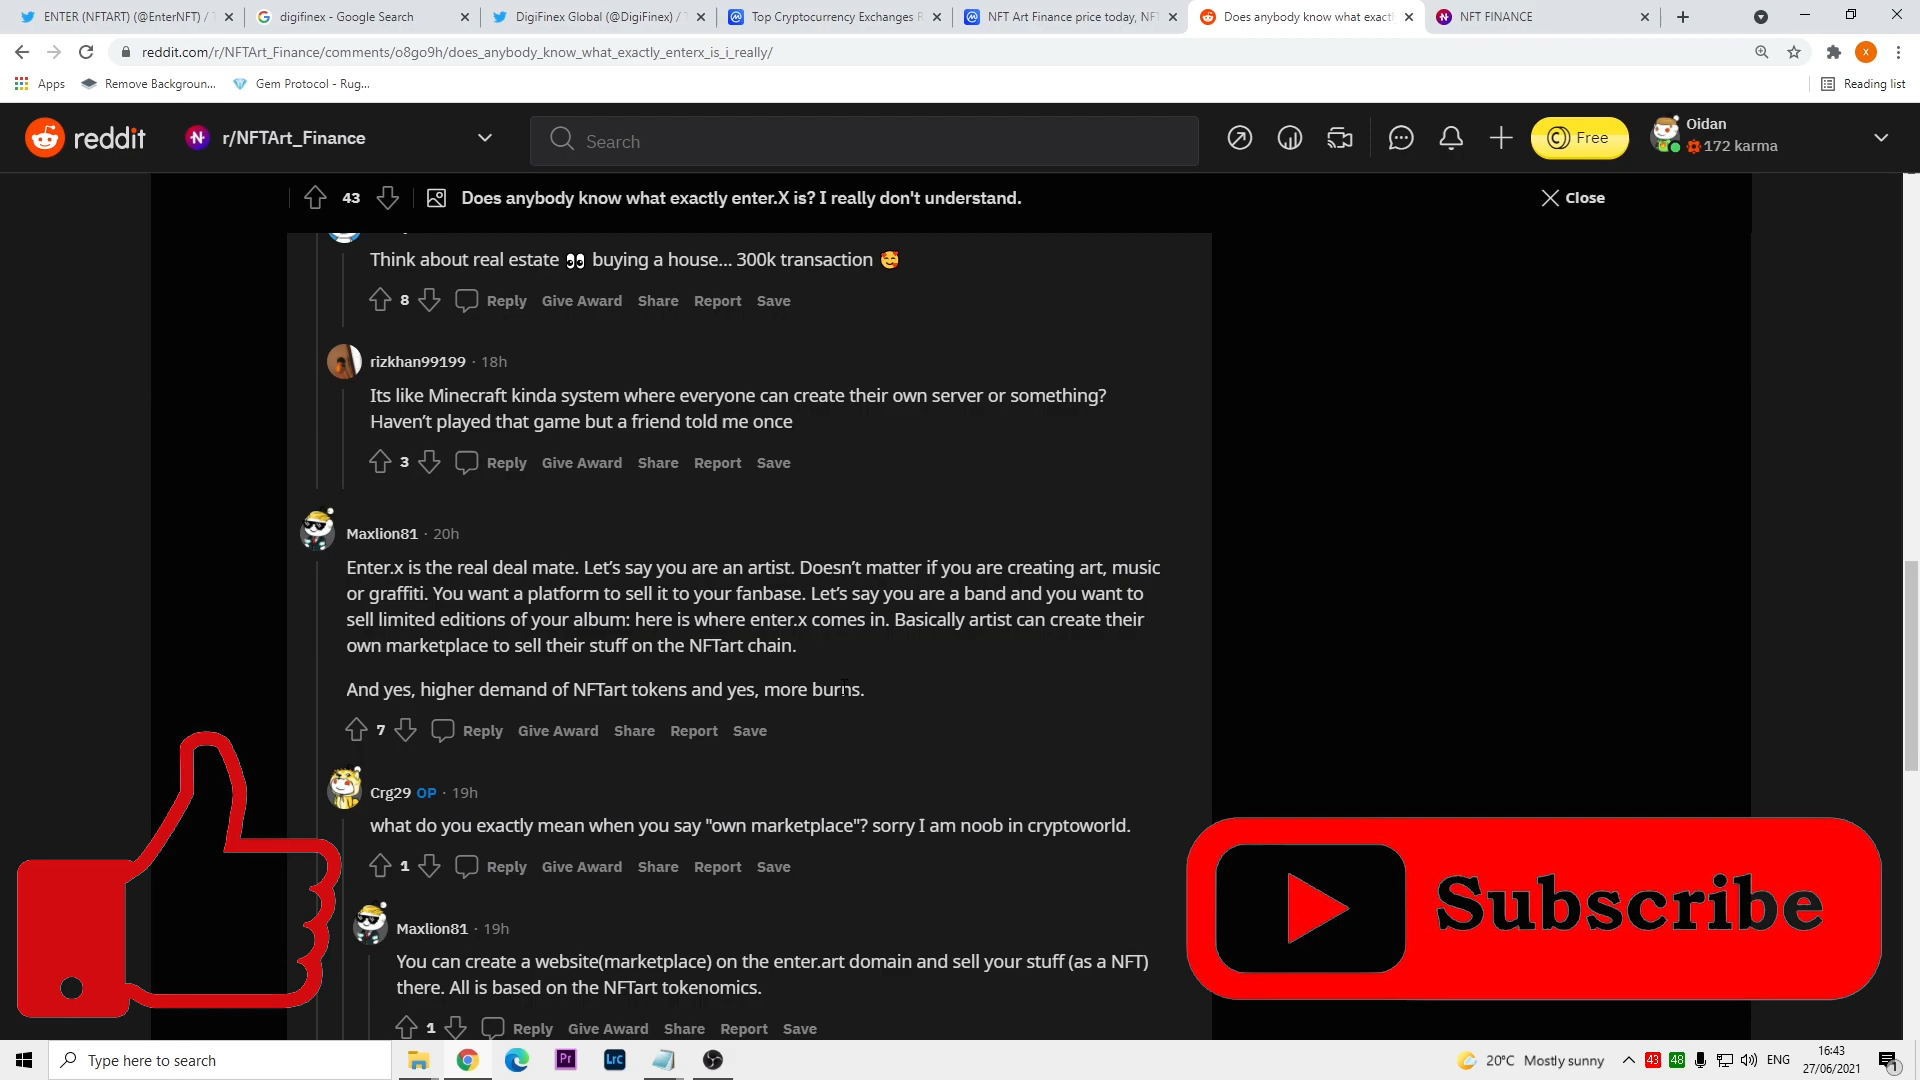 ENTER (NFTART) (@EnterNFT) / T
digifinex - Google Search
DigiFinex Global (@DigiFinex) / T
Top Cryptocurrency Exchanges R
NFT Art Finance price today, NFT
Does anybody know what exactl
NFT FINANCE
reddit.com/r/NFTArt_Finance/comments/o8go9h/does_anybody_know_what_exactly_enterx_is_i_really/
X
Apps
Remove Backgroun...
Gem Protocol - Rug...
Reading list
reddit
r/NFTArt_Finance
Search
Free
Oidan
172 karma
43
Does anybody know what exactly enter.X is? I really don't understand.
Close
Think about real estate 👀 buying a house... 300k transaction 🥰
8 Reply Give Award Share Report Save
rizkhan99199 · 18h
Its like Minecraft kinda system where everyone can create their own server or something?
Haven't played that game but a friend told me once
3 Reply Give Award Share Report Save
Maxlion81 · 20h
Enter.x is the real deal mate. Let's say you are an artist. Doesn't matter if you are creating art, music
or graffiti. You want a platform to sell it to your fanbase. Let's say you are a band and you want to
sell limited editions of your album: here is where enter.x comes in. Basically artist can create their
own marketplace to sell their stuff on the NFTart chain.
And yes, higher demand of NFTart tokens and yes, more burns.
7 Reply Give Award Share Report Save
Crg29 OP · 19h
what do you exactly mean when you say "own marketplace"? sorry I am noob in cryptoworld.
1 Reply Give Award Share Report Save
Maxlion81 · 19h
You can create a website(marketplace) on the enter.art domain and sell your stuff (as a NFT)
there. All is based on the NFTart tokenomics.
1 Reply Give Award Share Report Save
Subscribe
Type here to search
Pr
LrC
20°C Mostly sunny
43
48
ENG
16:43
27/06/2021
1